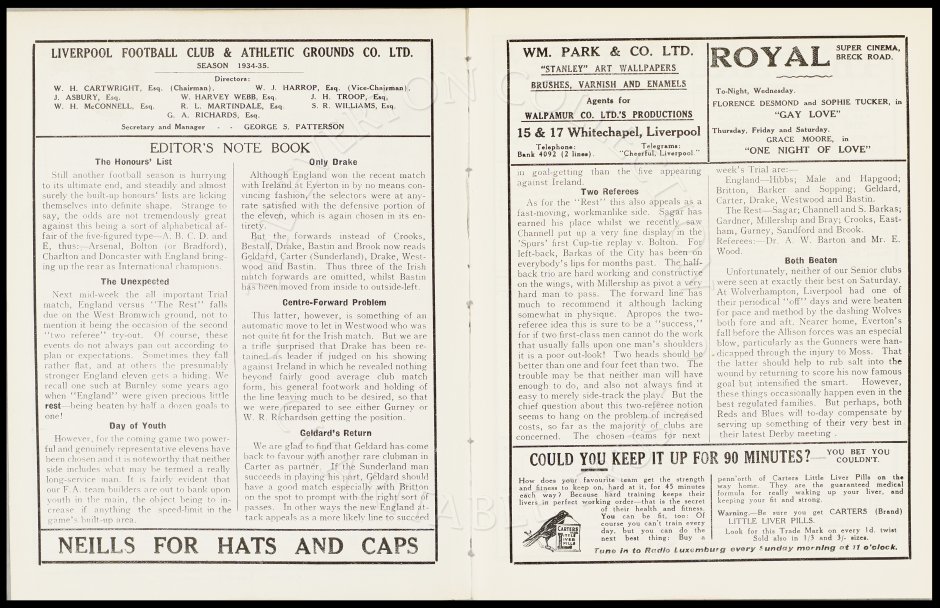 LIVERPOOL FOOTBALL CLUB & ATHLETIC GROUNDS CO. LTD.
SEASON 1934-35.
Directors:
W. H. CARTWRIGHT, Esq. (Chairman). W. J. HARROP, Esq. (Vice-Chairman).
J. ASBURY, Esq. W. HARVEY WEBB, Esq. J. H. TROOP, Esq.
W. H. McCONNELL, Esq. R. L. MARTINDALE, Esq. S. R. WILLIAMS, Esq.
G. A. RICHARDS, Esq.
Secretary and Manager - - GEORGE S. PATTERSON
EDITOR'S NOTE BOOK
The Honours' List
Still another football season is hurrying
to its ultimate end, and steadily and almost
surely the built-up honours' lists are licking
themselves into definite shape. Strange to
say, the odds are not tremendously great
against this being a sort of alphabetical af-
fair of the five-figured type—A, B, C, D, and
E, thus:—Arsenal, Bolton (or Bradford),
Charlton and Doncaster with England bring-
ing up the rear as International champions.
The Unexpected
Next mid-week the all important Trial
match, England versus "The Rest" falls
due on the West Bromwich ground, not to
mention it being the occasion of the second
"two referee" try-out. Of course, these
events do not always pan out according to
plan or expectations. Sometimes they fall
rather flat, and at others the presumably
stronger England eleven gets a hiding. We
recall one such at Burnley some years ago
when "England" were given precious little
rest—being beaten by half a dozen goals to
one!
Day of Youth
However, for the coming game two power-
ful and genuinely representative elevens have
been chosen and it is noteworthy that neither
side includes what may be termed a really
long-service man. It is fairly evident that
our F.A. team builders are out to bank upon
youth in the main, the object being to in-
crease if anything the speed-limit in the
game's built-up area.
Only Drake
Although England won the recent match
with Ireland at Everton in by no means con-
vincing fashion, the selectors were at any-
rate satisfied with the defensive portion of
the eleven, which is again chosen in its en-
tirety.
But the forwards instead of Crooks,
Bestall, Drake, Bastin and Brook now reads
Geldard, Carter (Sunderland), Drake, West-
wood and Bastin. Thus three of the Irish
match forwards are omitted, whilst Bastin
has been moved from inside to outside-left.
Centre-Forward Problem
This latter, however, is something of an
automatic move to let in Westwood who was
not quite fit for the Irish match. But we are
a trifle surprised that Drake has been re-
tained as leader if judged on his showing
against Ireland in which he revealed nothing
beyond fairly good average club match
form, his general footwork and holding of
the line leaving much to be desired, so that
we were prepared to see either Gurney or
W. R. Richardson getting the position.
Geldard's Return
We are glad to find that Geldard has come
back to favour with another rare clubman in
Carter as partner. If the Sunderland man
succeeds in playing his part, Geldard should
have a good match especially with Britton
on the spot to prompt with the right sort of
passes. In other ways the new England at-
tack appeals as a more likely line to succeed
NEILLS FOR HATS AND CAPS
WM. PARK & CO. LTD.
"STANLEY" ART WALLPAPERS
BRUSHES, VARNISH AND ENAMELS
Agents for
WALPAMUR CO. LTD.'S PRODUCTIONS
15 & 17 Whitechapel, Liverpool
Telephone: Telegrams:
Bank 4092 (2 lines). "Cheerful, Liverpool."
ROYAL SUPER CINEMA,
BRECK ROAD.
To-Night, Wednesday.
FLORENCE DESMOND and SOPHIE TUCKER, in
"GAY LOVE"
Thursday, Friday and Saturday.
GRACE MOORE, in
"ONE NIGHT OF LOVE"
in goal-getting than the five appearing
against Ireland.
Two Referees
As for the "Rest" this also appeals as a
fast-moving, workmanlike side. Sagar has
earned his place whilst we recently saw
Channell put up a very fine display in the
'Spurs' first Cup-tie replay v. Bolton. For
left-back, Barkas of the City has been on
everybody's lips for months past. The half-
back trio are hard working and constructive
on the wings, with Millership as pivot a very
hard man to pass. The forward line has
much to recommend it although lacking
somewhat in physique. Apropos the two-
referee idea this is sure to be a "success,"
for if two first-class men cannot do the work
that usually falls upon one man's shoulders
it is a poor out-look! Two heads should be
better than one and four feet than two. The
trouble may be that neither man will have
enough to do, and also not always find it
easy to merely side-track the play. But the
chief question about this two-referee notion
seems to hang on the problem of increased
costs, so far as the majority of clubs are
concerned. The chosen teams for next
week's Trial are:—
England—Hibbs; Male and Hapgood;
Britton, Barker and Sopping; Geldard,
Carter, Drake, Westwood and Bastin.
The Rest—Sagar; Channell and S. Barkas;
Gardner, Millership and Bray; Crooks, East-
ham, Gurney, Sandford and Brook.
Referees:—Dr. A. W. Barton and Mr. E.
Wood.
Both Beaten
Unfortunately, neither of our Senior clubs
were seen at exactly their best on Saturday.
At Wolverhampton, Liverpool had one of
their periodical "off" days and were beaten
for pace and method by the dashing Wolves
both fore and aft. Nearer home, Everton's
fall before the Allison forces was an especial
blow, particularly as the Gunners were han-
dicapped through the injury to Moss. That
the latter should help to rub salt into the
wound by returning to score his now famous
goal but intensified the smart. However,
these things occasionally happen even in the
best regulated families. But perhaps, both
Reds and Blues will to-day compensate by
serving up something of their very best in
their latest Derby meeting .
COULD YOU KEEP IT UP FOR 90 MINUTES?— YOU BET YOU
COULDN'T.
How does your favourite team get the strength
and fitness to keep on, hard at it, for 45 minutes
each way? Because hard training keeps their
livers in perfect working order—that is the secret
of their health and fitness.
You can be fit, too! Of
course you can't train every
day, but you can do the
next best thing: Buy a
CARTERS
LITTLE
LIVER
PILLS
penn'orth of Carters Little Liver Pills on the
way home. They are the guaranteed medical
formula for really waking up your liver, and
keeping you fit and strong.
Warning.—Be sure you get CARTERS (Brand)
LITTLE LIVER PILLS.
Look for this Trade Mark on every 1d. twist
Sold also in 1/3 and 3/- sizes.
Tune in to Radio Luxemburg every Sunday morning at 11 o'clock.